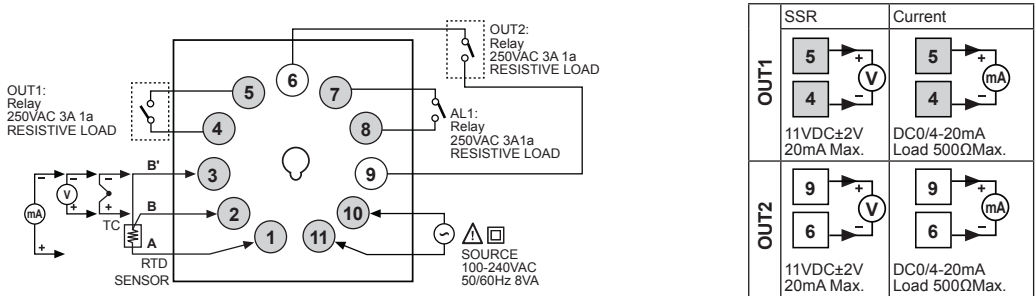 OUT2:
Relay
250VAC 3A 1a
RESISTIVE LOAD
6
5
7
OUT1:
Relay
250VAC 3A 1a
RESISTIVE LOAD
4
8
AL1:
Relay
250VAC 3A1a
RESISTIVE LOAD
B'
3
9
−
−
−
V
mA
+
+
+
TC
B
2
10
A
1
11
RTD
SENSOR
~
SOURCE
100-240VAC
50/60Hz 8VA
SSR
Current
OUT1
5
+
V
4
−
5
+
mA
4
−
11VDC±2V
20mA Max.
DC0/4-20mA
Load 500ΩMax.
OUT2
9
+
V
6
−
9
+
mA
6
−
11VDC±2V
20mA Max.
DC0/4-20mA
Load 500ΩMax.